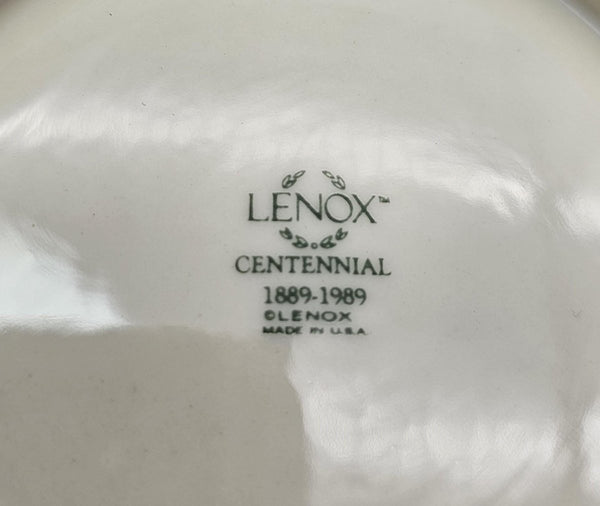 LENOX™
CENTENNIAL
1889-1989
©LENOX
MADE IN U.S.A.